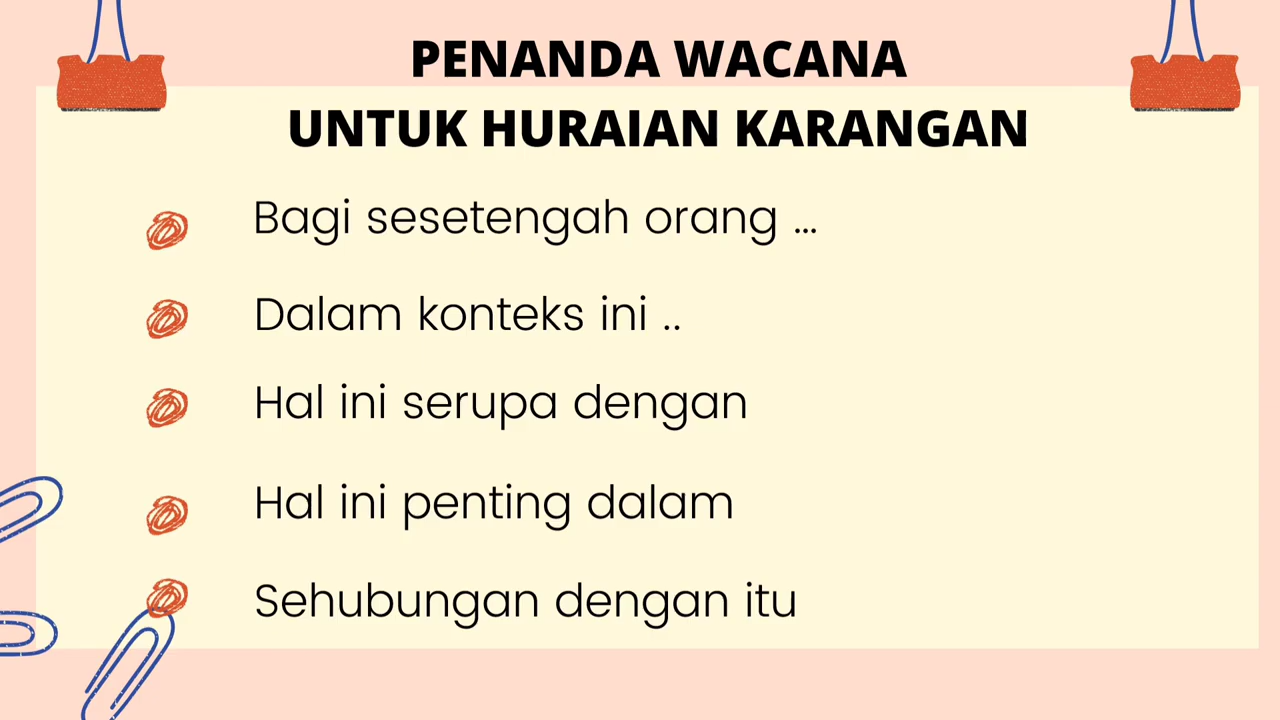 PENANDA WACANA
UNTUK HURAIAN KARANGAN
Bagi sesetengah orang ...
Dalam konteks ini ..
Hal ini serupa dengan
Hal ini penting dalam
Sehubungan dengan itu